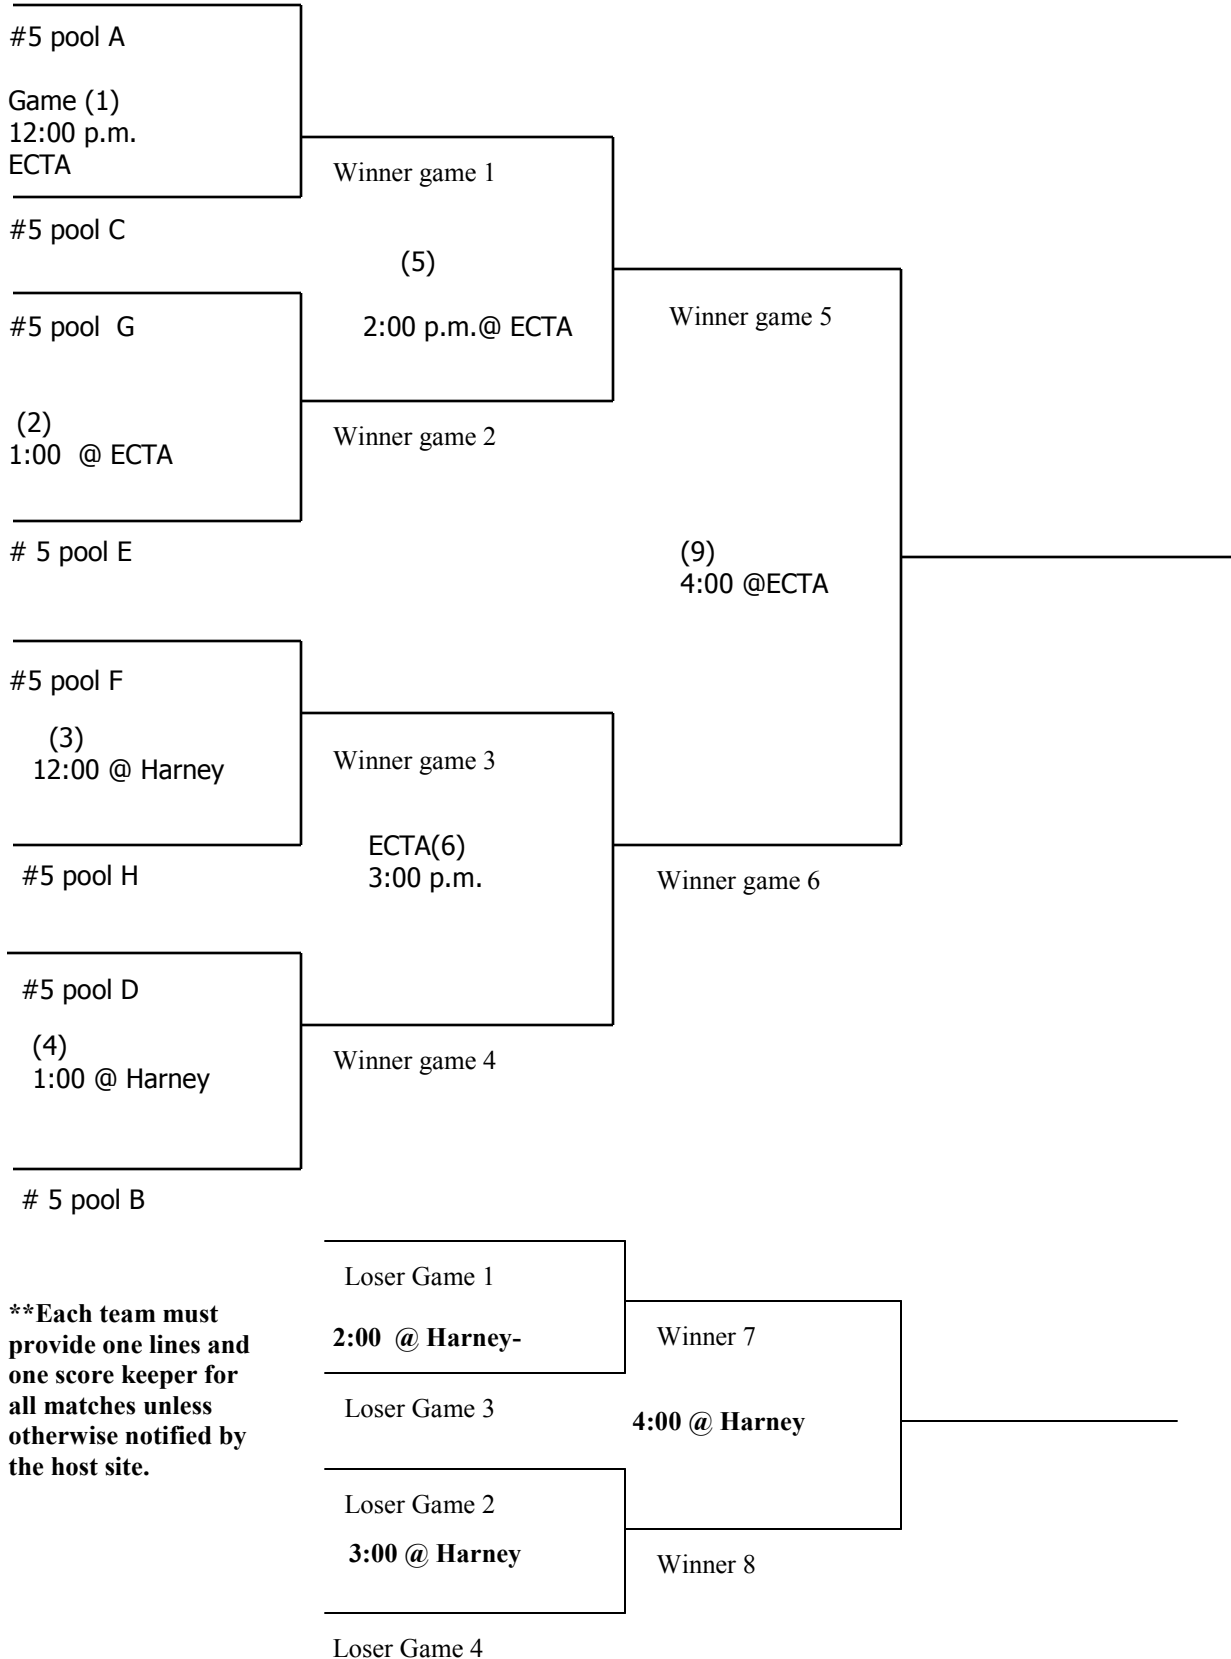 #5 pool A
Game (1)
12:00 p.m.
ECTA
Winner game 1
#5 pool C
(5)
#5 pool  G
2:00 p.m.@ ECTA
Winner game 5
(2)
1:00  @ ECTA
Winner game 2
# 5 pool E
(9)
4:00 @ECTA
#5 pool F
(3)
12:00 @ Harney
Winner game 3
ECTA(6)
3:00 p.m.
#5 pool H
Winner game 6
#5 pool D
(4)
1:00 @ Harney
Winner game 4
# 5 pool B
Loser Game 1
2:00  @ Harney-
Winner 7
Loser Game 3
4:00 @ Harney
Loser Game 2
3:00 @ Harney
Winner 8
Loser Game 4
**Each team must
provide one lines and
one score keeper for
all matches unless
otherwise notified by
the host site.